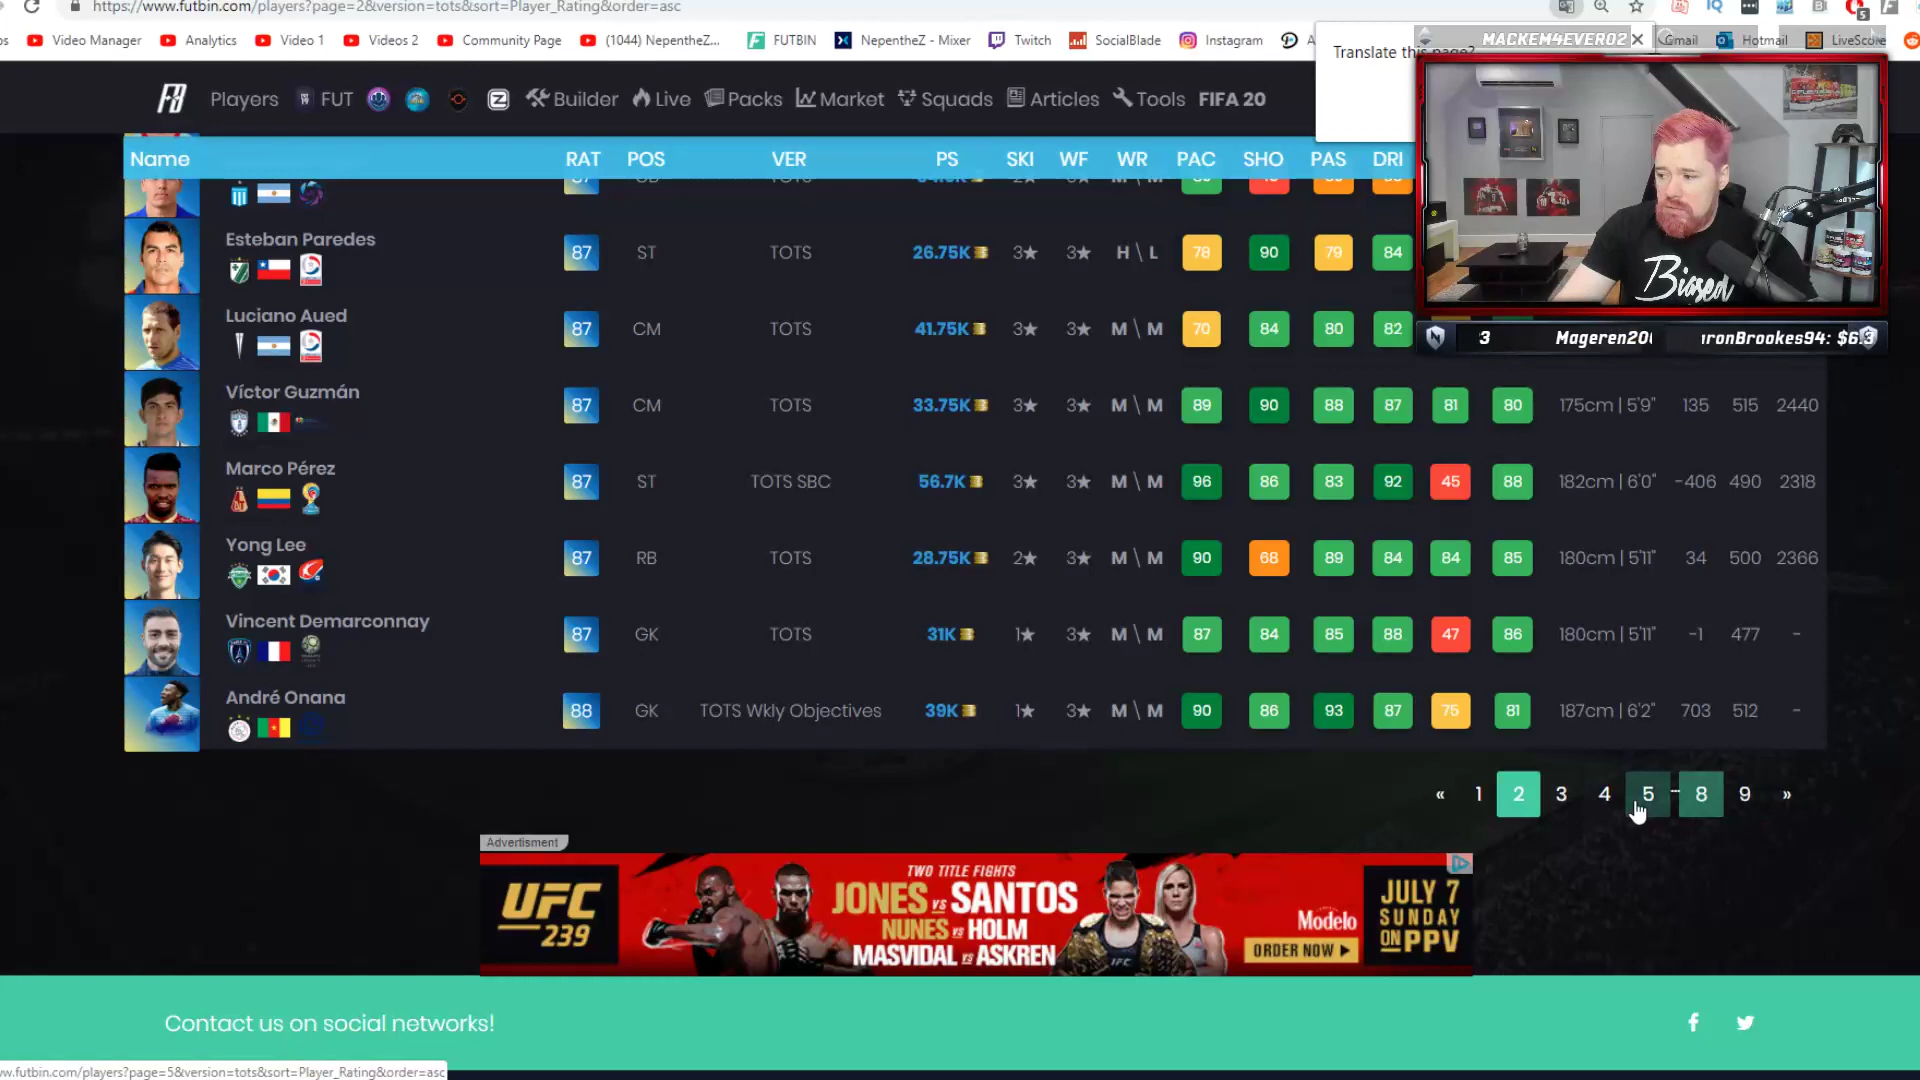 https://www.futbin.com/players?page=2&version=tots&sort=Player_Rating&order=asc
Video Manager Analytics Video 1 Videos 2 Community Page (1044) NepentheZ... FUTBIN NepentheZ - Mixer Twitch SocialBlade Instagram Gmail Hotmail LiveScore
Translate this page?
MACKEM4EVER02
Players FUT Builder Live Packs Market Squads Articles Tools FIFA 20
Name RAT POS VER PS SKI WF WR PAC SHO PAS DRI
Esteban Paredes 87 ST TOTS 26.75K 3★ 3★ H \ L 78 90 79 84
Luciano Aued 87 CM TOTS 41.75K 3★ 3★ M \ M 70 84 80 82
Biased
3 Mageren20 ronBrookes94: $6.3
Víctor Guzmán 87 CM TOTS 33.75K 3★ 3★ M \ M 89 90 88 87 81 80 175cm | 5'9" 135 515 2440
Marco Pérez 87 ST TOTS SBC 56.7K 3★ 3★ M \ M 96 86 83 92 45 88 182cm | 6'0" -406 490 2318
Yong Lee 87 RB TOTS 28.75K 2★ 3★ M \ M 90 68 89 84 84 85 180cm | 5'11" 34 500 2366
Vincent Demarconnay 87 GK TOTS 31K 1★ 3★ M \ M 87 84 85 88 47 86 180cm | 5'11" -1 477 -
André Onana 88 GK TOTS Wkly Objectives 39K 1★ 3★ M \ M 90 86 93 87 75 81 187cm | 6'2" 703 512 -
« 1 2 3 4 5 ... 8 9 »
Advertisment
UFC 239
TWO TITLE FIGHTS
JONES vs SANTOS
NUNES vs HOLM
MASVIDAL vs ASKREN
Modelo
ORDER NOW
JULY 7
SUNDAY
ON PPV
Contact us on social networks!
w.futbin.com/players?page=5&version=tots&sort=Player_Rating&order=asc